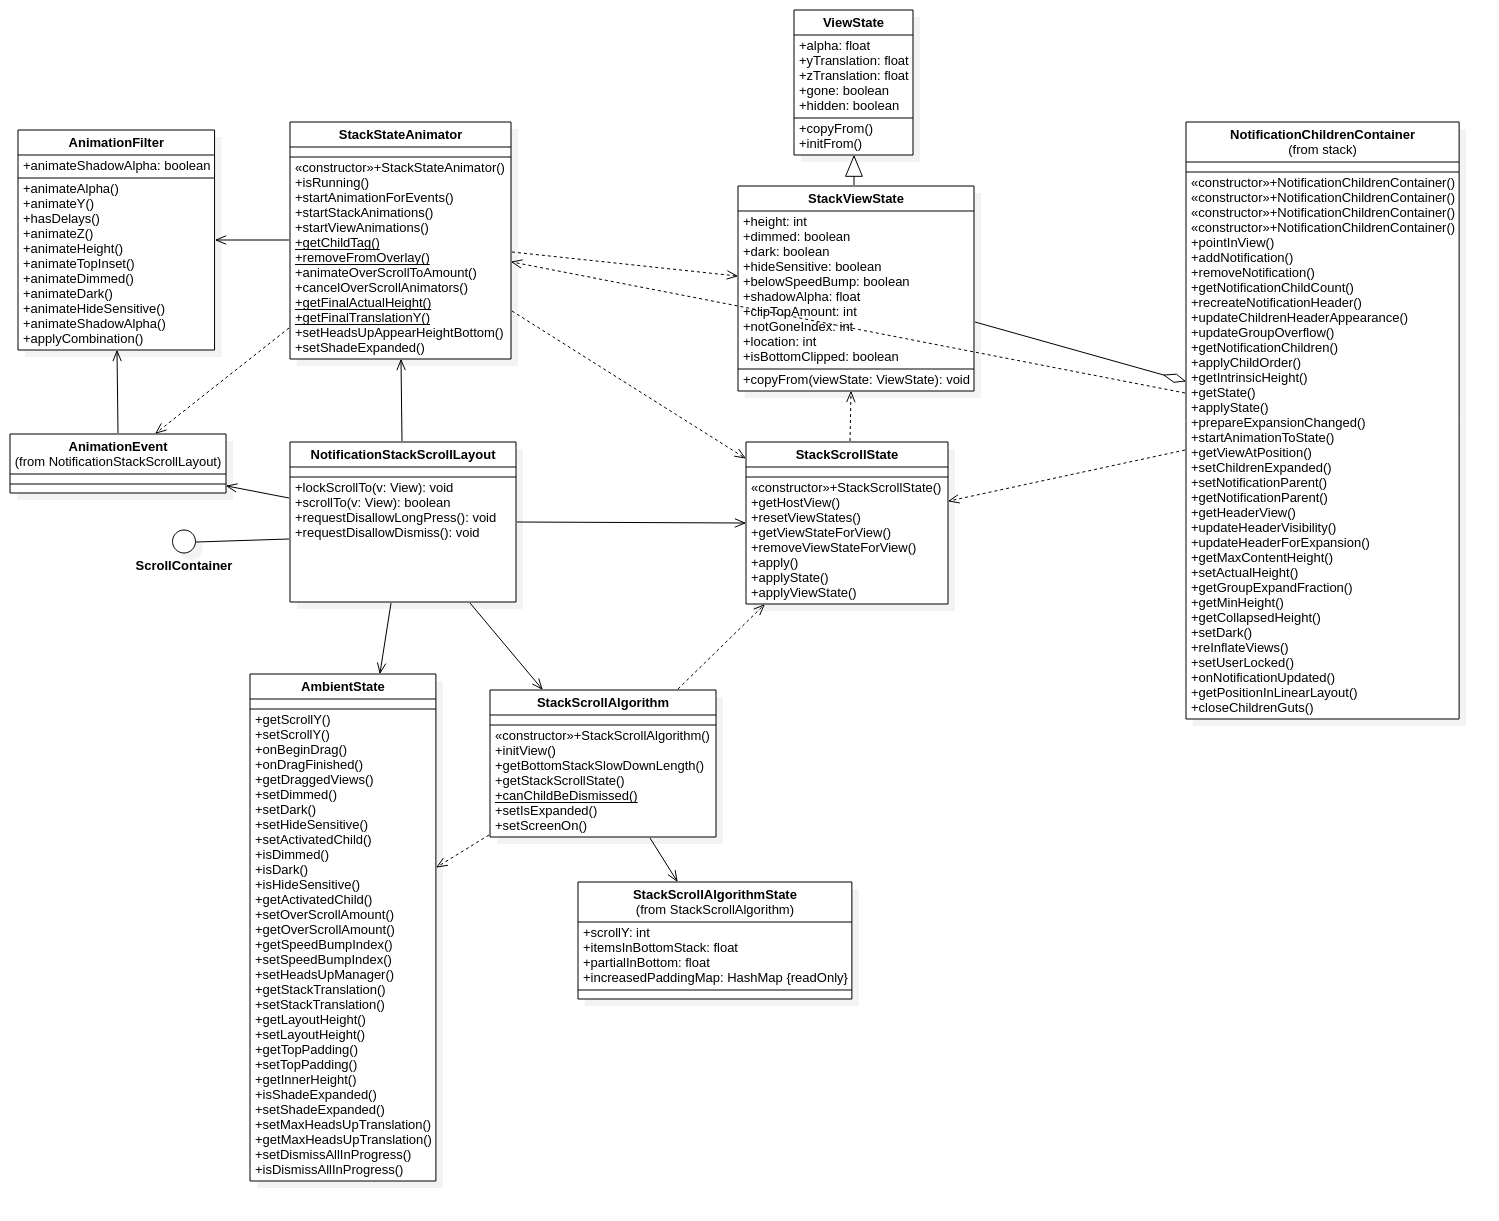 ViewState
+alpha: float
+yTranslation: float
+zTranslation: float
+gone: boolean
+hidden: boolean
+copyFrom()
+initFrom()
AnimationFilter
+animateShadowAlpha: boolean
+animateAlpha()
+animateY()
+hasDelays()
+animateZ()
+animateHeight()
+animateTopInset()
+animateDimmed()
+animateDark()
+animateHideSensitive()
+animateShadowAlpha()
+applyCombination()
StackStateAnimator
«constructor»+StackStateAnimator()
+isRunning()
+startAnimationForEvents()
+startStackAnimations()
+startViewAnimations()
+getChildTag()
+removeFromOverlay()
+animateOverScrollToAmount()
+cancelOverScrollAnimators()
+getFinalActualHeight()
+getFinalTranslationY()
+setHeadsUpAppearHeightBottom()
+setShadeExpanded()
StackViewState
+height: int
+dimmed: boolean
+dark: boolean
+hideSensitive: boolean
+belowSpeedBump: boolean
+shadowAlpha: float
+clipTopAmount: int
+notGoneIndex: int
+location: int
+isBottomClipped: boolean
+copyFrom(viewState: ViewState): void
NotificationChildrenContainer
(from stack)
«constructor»+NotificationChildrenContainer()
«constructor»+NotificationChildrenContainer()
«constructor»+NotificationChildrenContainer()
«constructor»+NotificationChildrenContainer()
+pointInView()
+addNotification()
+removeNotification()
+getNotificationChildCount()
+recreateNotificationHeader()
+updateChildrenHeaderAppearance()
+updateGroupOverflow()
+getNotificationChildren()
+applyChildOrder()
+getIntrinsicHeight()
+getState()
+applyState()
+prepareExpansionChanged()
+startAnimationToState()
+getViewAtPosition()
+setChildrenExpanded()
+setNotificationParent()
+getNotificationParent()
+getHeaderView()
+updateHeaderVisibility()
+updateHeaderForExpansion()
+getMaxContentHeight()
+setActualHeight()
+getGroupExpandFraction()
+getMinHeight()
+getCollapsedHeight()
+setDark()
+reInflateViews()
+setUserLocked()
+onNotificationUpdated()
+getPositionInLinearLayout()
+closeChildrenGuts()
AnimationEvent
(from NotificationStackScrollLayout)
NotificationStackScrollLayout
+lockScrollTo(v: View): void
+scrollTo(v: View): boolean
+requestDisallowLongPress(): void
+requestDisallowDismiss(): void
ScrollContainer
StackScrollState
«constructor»+StackScrollState()
+getHostView()
+resetViewStates()
+getViewStateForView()
+removeViewStateForView()
+apply()
+applyState()
+applyViewState()
AmbientState
+getScrollY()
+setScrollY()
+onBeginDrag()
+onDragFinished()
+getDraggedViews()
+setDimmed()
+setDark()
+setHideSensitive()
+setActivatedChild()
+isDimmed()
+isDark()
+isHideSensitive()
+getActivatedChild()
+setOverScrollAmount()
+getOverScrollAmount()
+getSpeedBumpIndex()
+setSpeedBumpIndex()
+setHeadsUpManager()
+getStackTranslation()
+setStackTranslation()
+getLayoutHeight()
+setLayoutHeight()
+getTopPadding()
+setTopPadding()
+getInnerHeight()
+isShadeExpanded()
+setShadeExpanded()
+setMaxHeadsUpTranslation()
+getMaxHeadsUpTranslation()
+setDismissAllInProgress()
+isDismissAllInProgress()
StackScrollAlgorithm
«constructor»+StackScrollAlgorithm()
+initView()
+getBottomStackSlowDownLength()
+getStackScrollState()
+canChildBeDismissed()
+setIsExpanded()
+setScreenOn()
StackScrollAlgorithmState
(from StackScrollAlgorithm)
+scrollY: int
+itemsInBottomStack: float
+partialInBottom: float
+increasedPaddingMap: HashMap {readOnly}